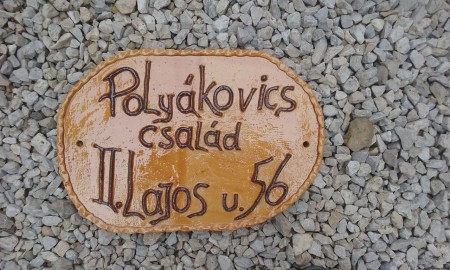 Polyákovics
család
II. Lajos u. 56